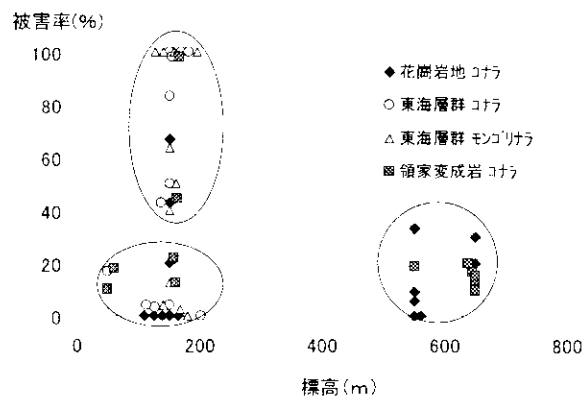 被害率(%)
100
80
60
40
20
0
◆ 花崗岩地 コナラ
○ 東海層群 コナラ
△ 東海層群 モンゴリナラ
▩ 領家変成岩 コナラ
0 200 400 600 800
標高(m)